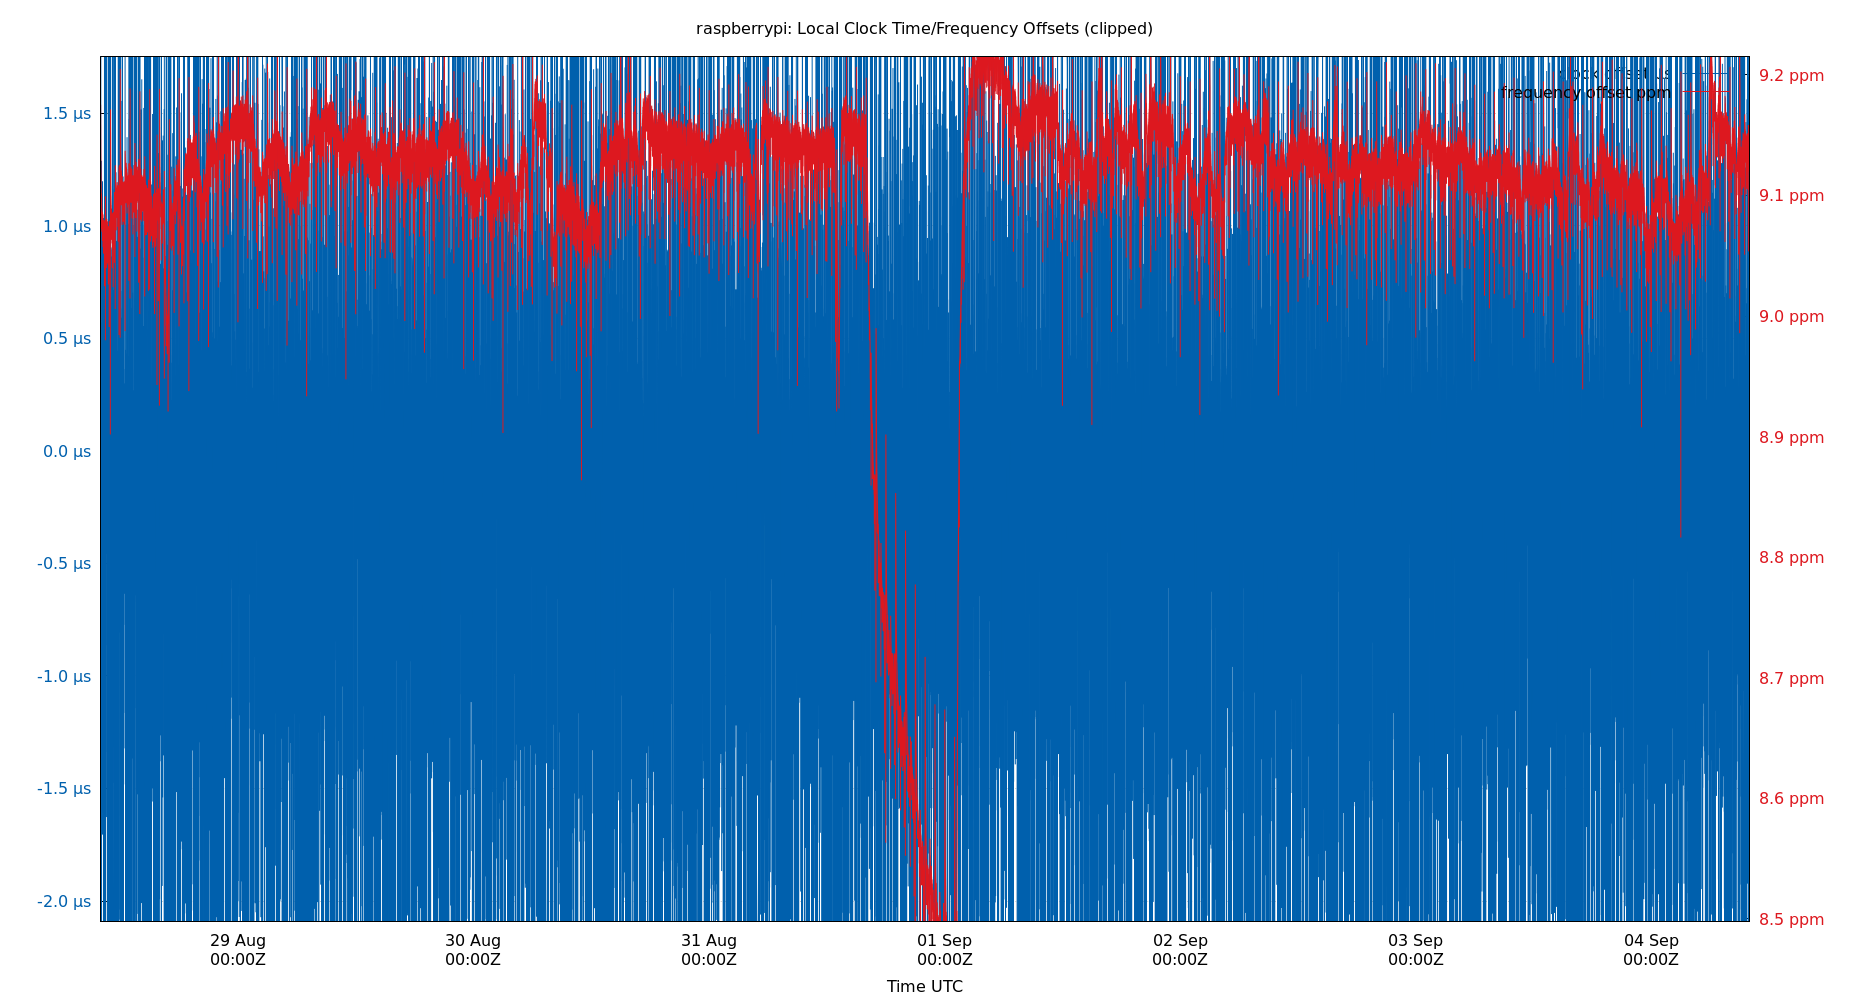 raspberrypi: Local Clock Time/Frequency Offsets (clipped)
clock offset µs
frequency offset ppm
1.5 µs
1.0 µs
0.5 µs
0.0 µs
-0.5 µs
-1.0 µs
-1.5 µs
-2.0 µs
9.2 ppm
9.1 ppm
9.0 ppm
8.9 ppm
8.8 ppm
8.7 ppm
8.6 ppm
8.5 ppm
29 Aug 30 Aug 31 Aug 01 Sep 02 Sep 03 Sep 04 Sep
00:00Z 00:00Z 00:00Z 00:00Z 00:00Z 00:00Z 00:00Z
Time UTC